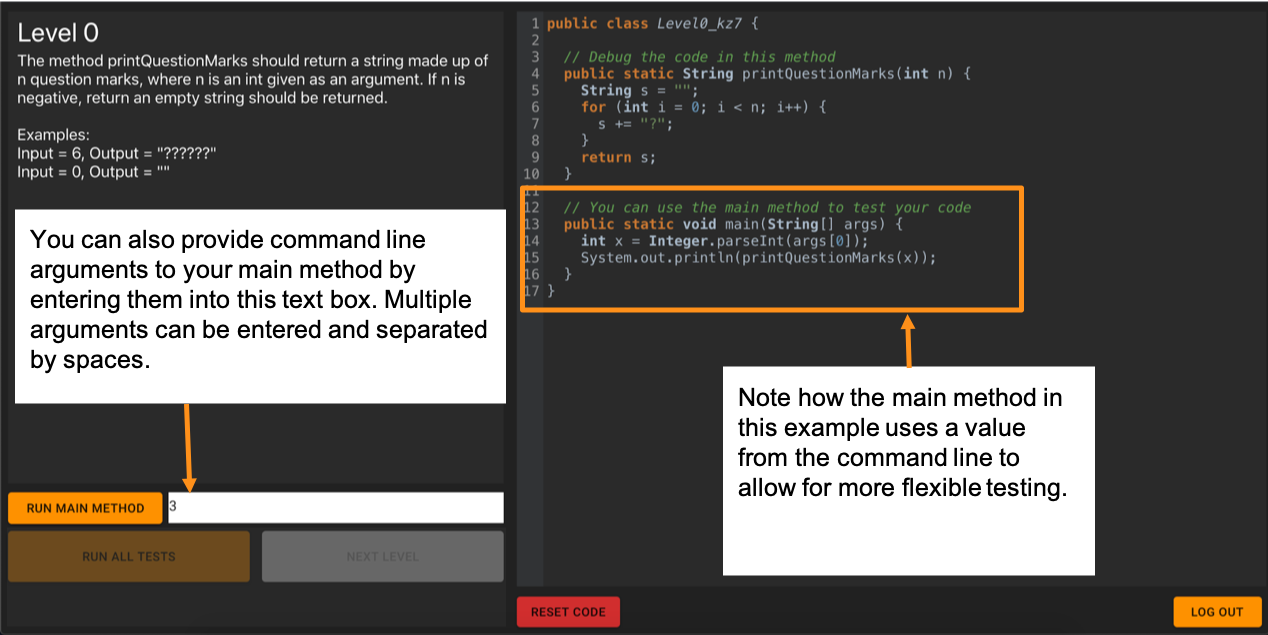 Level 0
The method printQuestionMarks should return a string made up of
n question marks, where n is an int given as an argument. If n is
negative, return an empty string should be returned.
Examples:
Input = 6, Output = "??????"
Input = 0, Output = ""
You can also provide command line
arguments to your main method by
entering them into this text box. Multiple
arguments can be entered and separated
by spaces.
RUN MAIN METHOD
3
RUN ALL TESTS
NEXT LEVEL
1 public class Level0_kz7 {
2
3 // Debug the code in this method
4 public static String printQuestionMarks(int n) {
5 String s = "";
6 for (int i = 0; i < n; i++) {
7 s += "?";
8 }
9 return s;
10 }
11
12 // You can use the main method to test your code
13 public static void main(String[] args) {
14 int x = Integer.parseInt(args[0]);
15 System.out.println(printQuestionMarks(x));
16 }
17 }
Note how the main method in
this example uses a value
from the command line to
allow for more flexible testing.
RESET CODE
LOG OUT